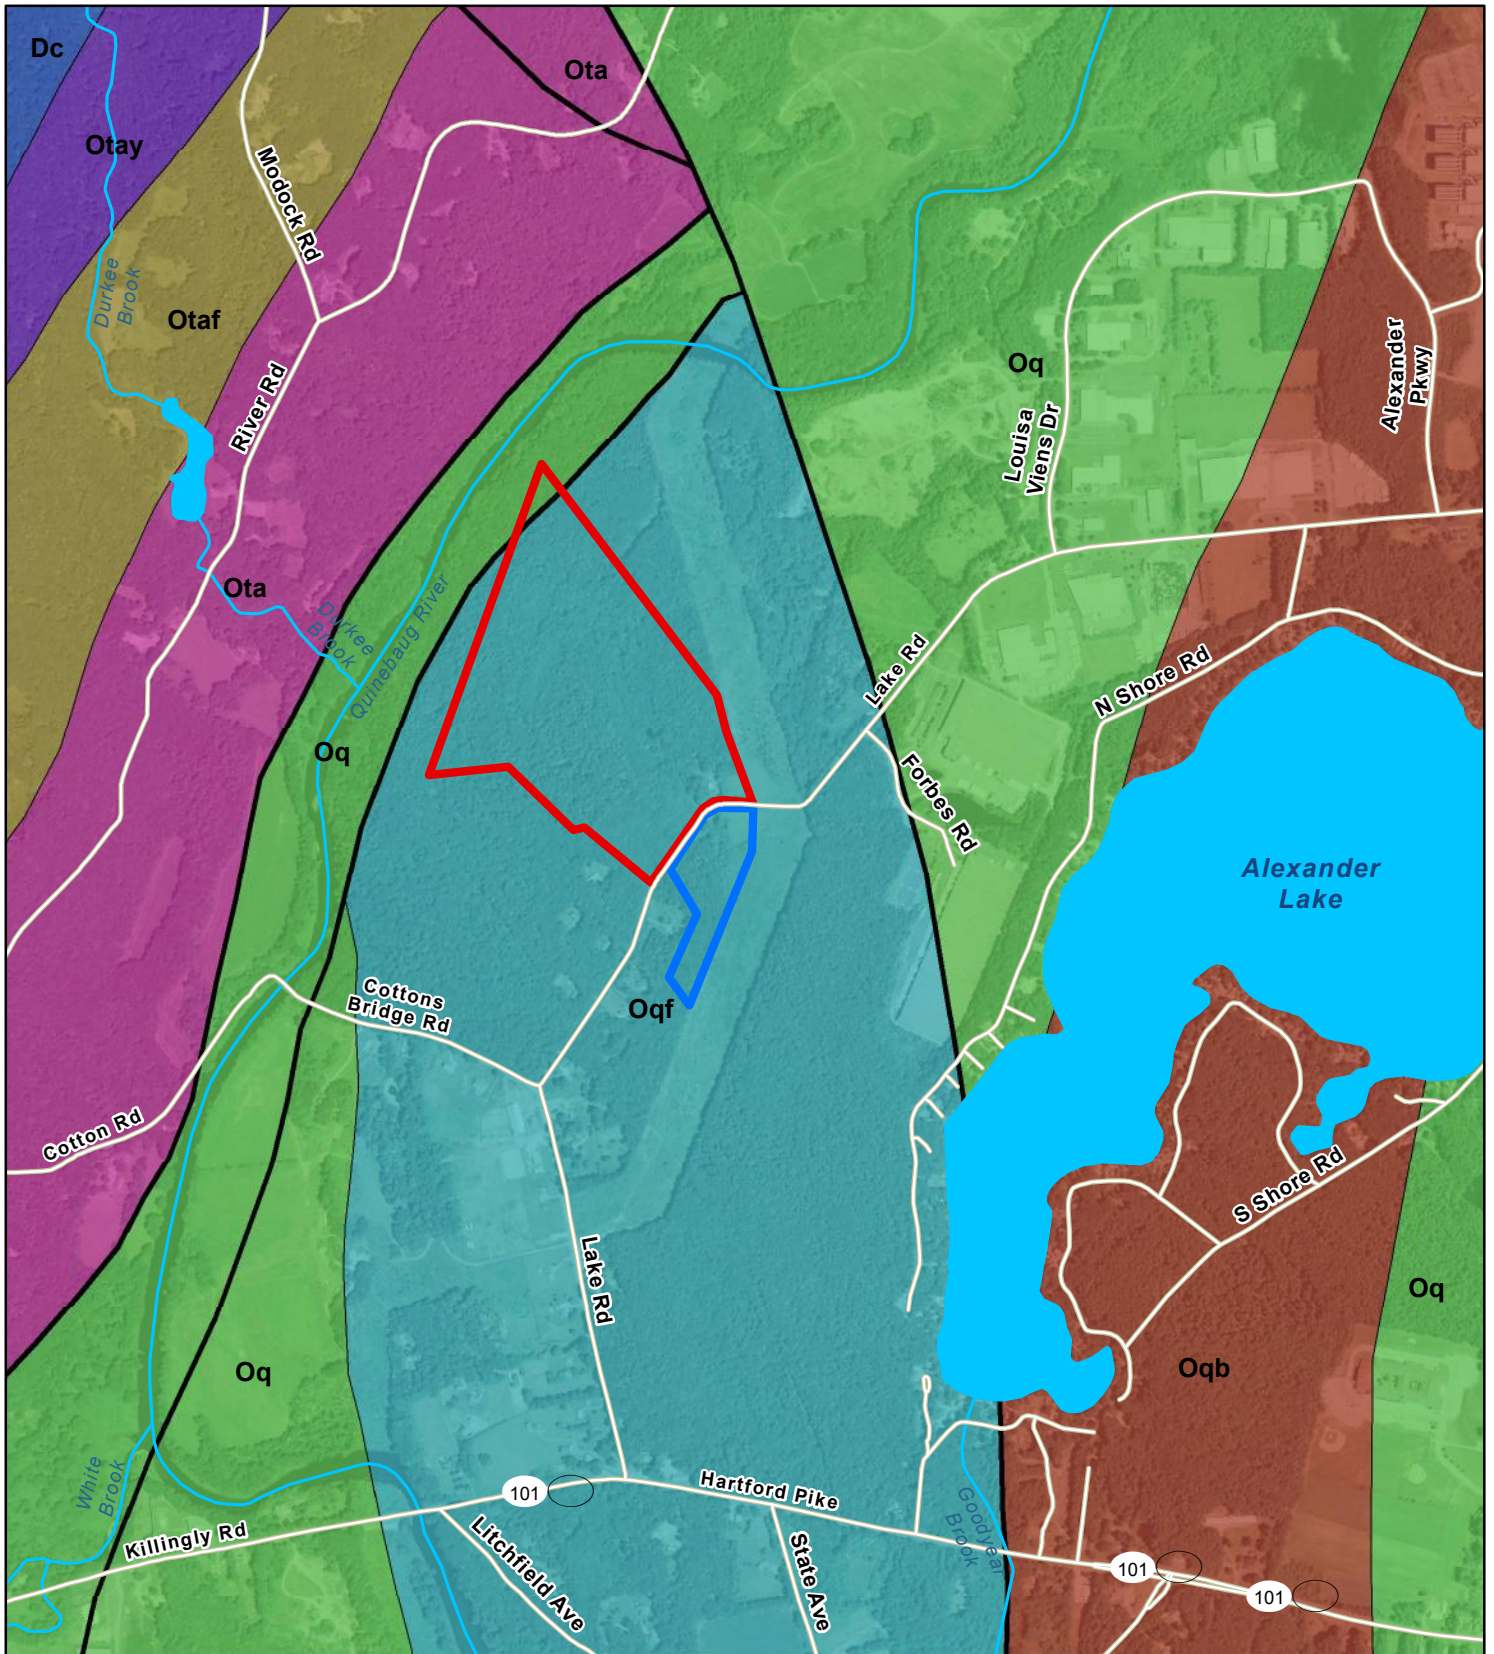 Dc
Ota
Otay
Modock Rd
Durkee
Brook
Otaf
Oq
Alexander
Pkwy
River Rd
Louisa
Viens Dr
Ota
Durkee
Brook
Quinebaug River
Lake Rd
N Shore Rd
Oq
Forbes Rd
Alexander
Lake
Cottons
Bridge Rd
Oqf
Cotton Rd
S Shore Rd
Lake Rd
Oq
Oq
Oqb
White
Brook
101
Hartford Pike
Goodyear
Brook
Killingly Rd
Litchfield Ave
State Ave
101
101